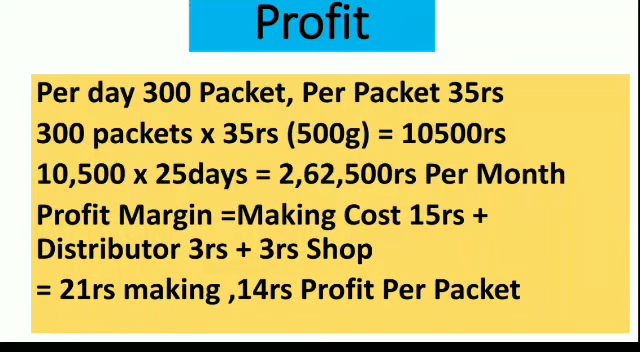 Profit
Per day 300 Packet, Per Packet 35rs
300 packets x 35rs (500g) = 10500rs
10,500 x 25days = 2,62,500rs Per Month
Profit Margin =Making Cost 15rs +
Distributor 3rs + 3rs Shop
= 21rs making ,14rs Profit Per Packet